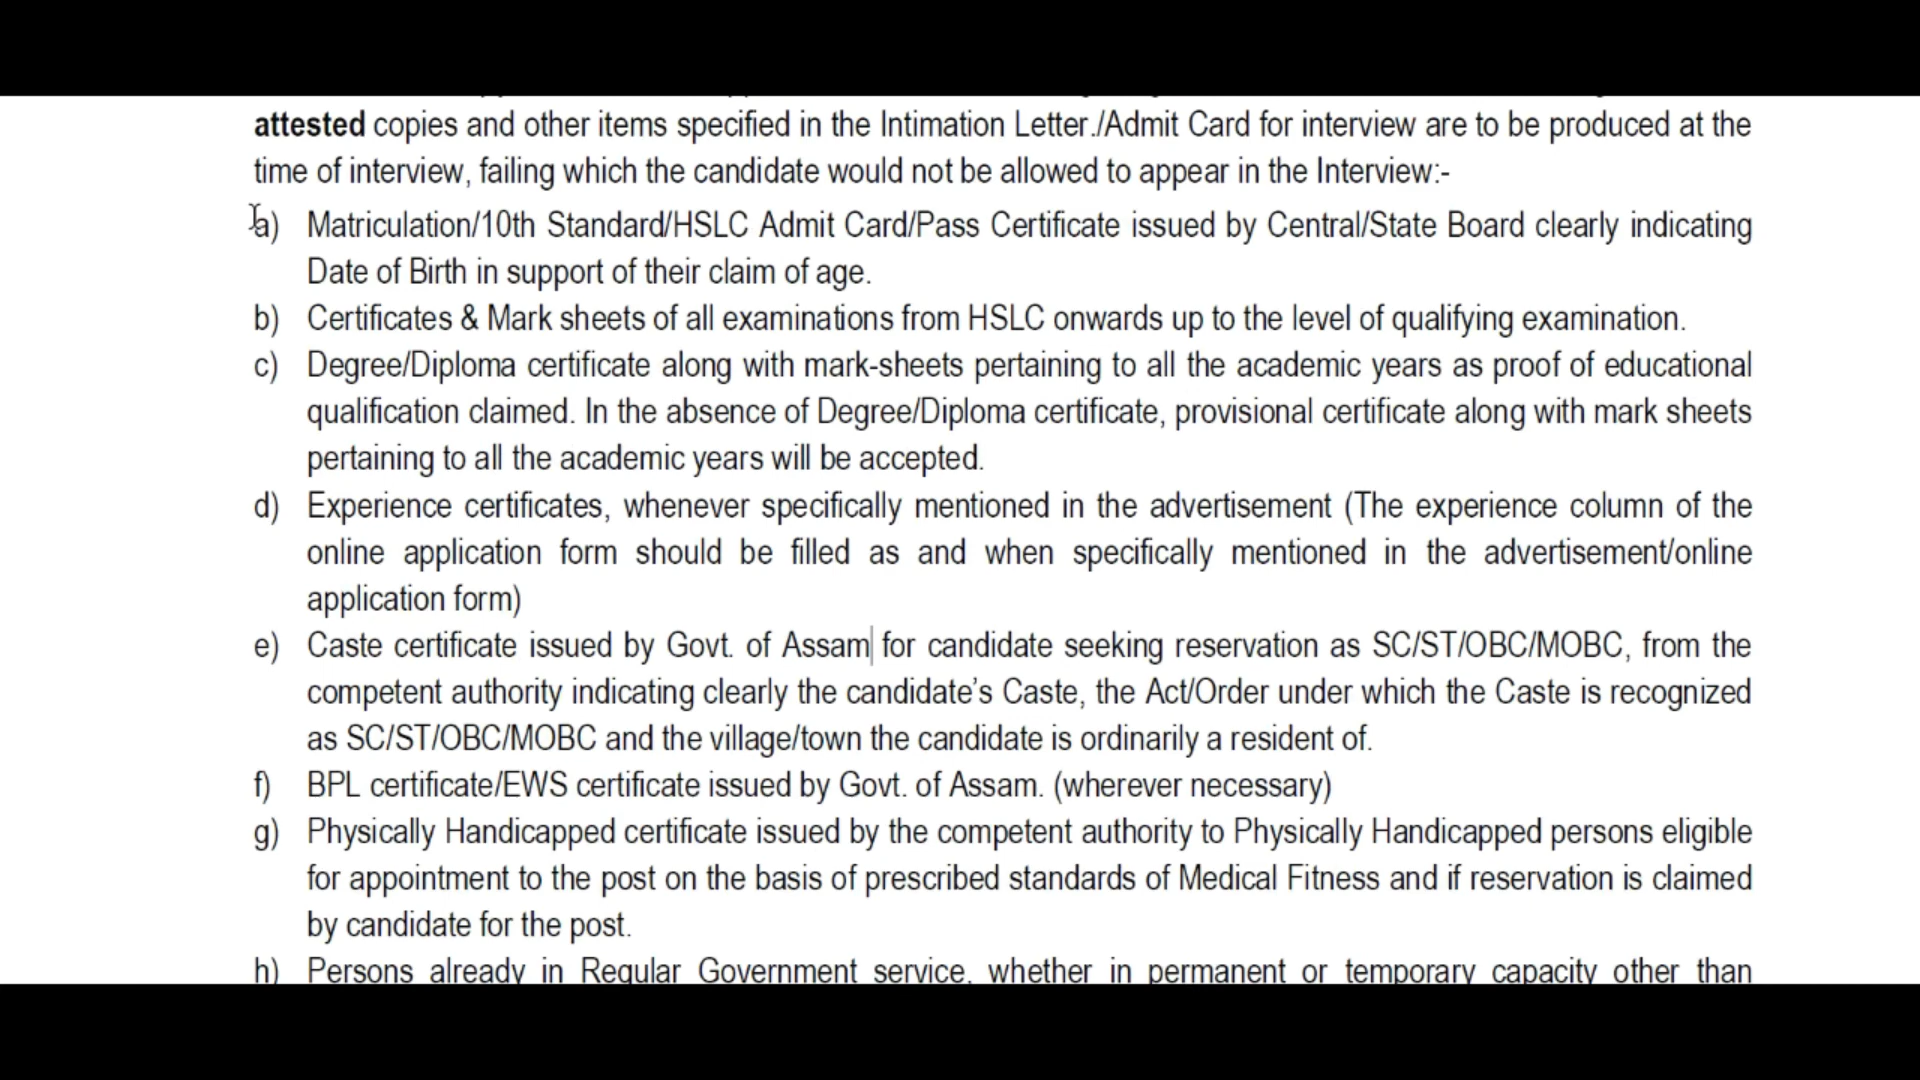 attested copies and other items specified in the Intimation Letter./Admit Card for interview are to be produced at the
time of interview, failing which the candidate would not be allowed to appear in the Interview:-
a) Matriculation/10th Standard/HSLC Admit Card/Pass Certificate issued by Central/State Board clearly indicating
Date of Birth in support of their claim of age.
b) Certificates & Mark sheets of all examinations from HSLC onwards up to the level of qualifying examination.
c) Degree/Diploma certificate along with mark-sheets pertaining to all the academic years as proof of educational
qualification claimed. In the absence of Degree/Diploma certificate, provisional certificate along with mark sheets
pertaining to all the academic years will be accepted.
d) Experience certificates, whenever specifically mentioned in the advertisement (The experience column of the
online application form should be filled as and when specifically mentioned in the advertisement/online
application form)
e) Caste certificate issued by Govt. of Assam for candidate seeking reservation as SC/ST/OBC/MOBC, from the
competent authority indicating clearly the candidate’s Caste, the Act/Order under which the Caste is recognized
as SC/ST/OBC/MOBC and the village/town the candidate is ordinarily a resident of.
f) BPL certificate/EWS certificate issued by Govt. of Assam. (wherever necessary)
g) Physically Handicapped certificate issued by the competent authority to Physically Handicapped persons eligible
for appointment to the post on the basis of prescribed standards of Medical Fitness and if reservation is claimed
by candidate for the post.
h) Persons already in Regular Government service, whether in permanent or temporary capacity other than